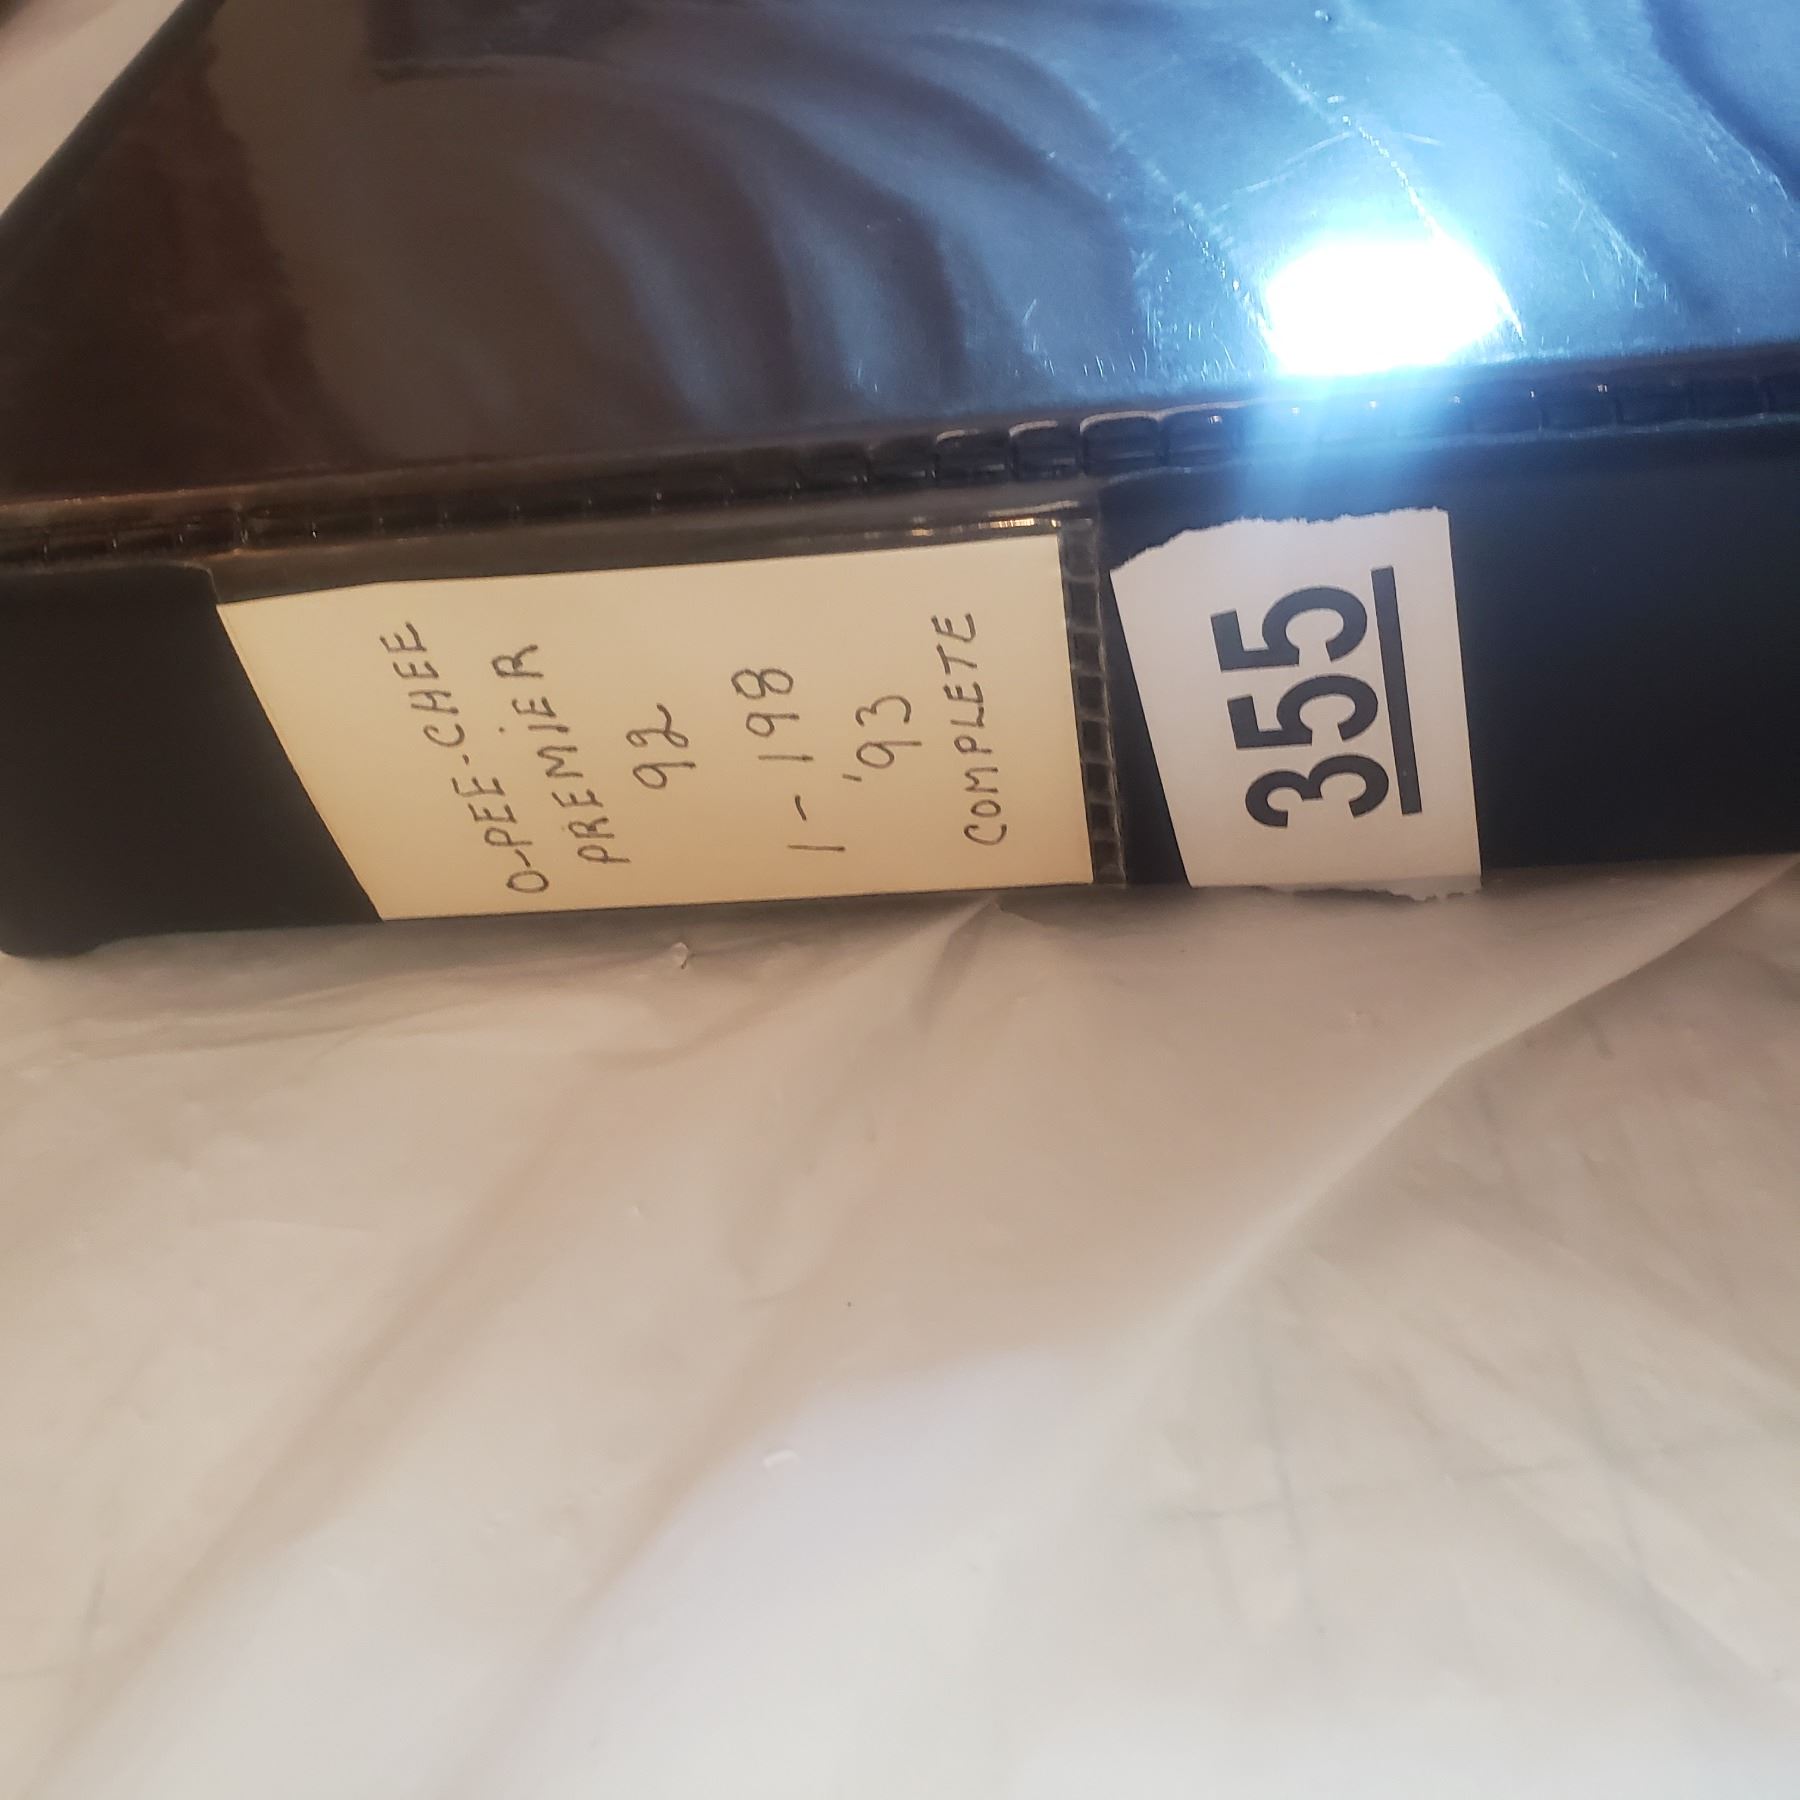 O-PEE-CHEE
PREMIER
92
1 - 198
'93
COMPLETE
355